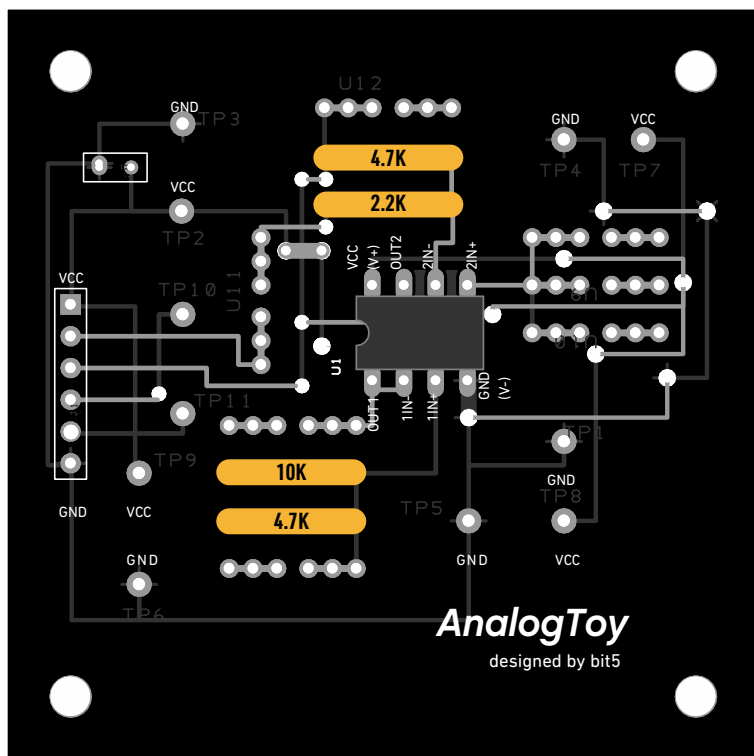 U12
GND
TP3
GND
VCC
4.7K
TP4
TP7
VCC
2.2K
TP2
VCC
(V+)
OUT2
2IN-
2IN+
VCC
U11
TP10
U9
U1
U10
OUT1
1IN-
1IN+
GND
(V-)
TP11
TP1
TP9
10K
GND
TP5
TP8
GND
VCC
4.7K
GND
GND
VCC
TP6
AnalogToy
designed by bit5